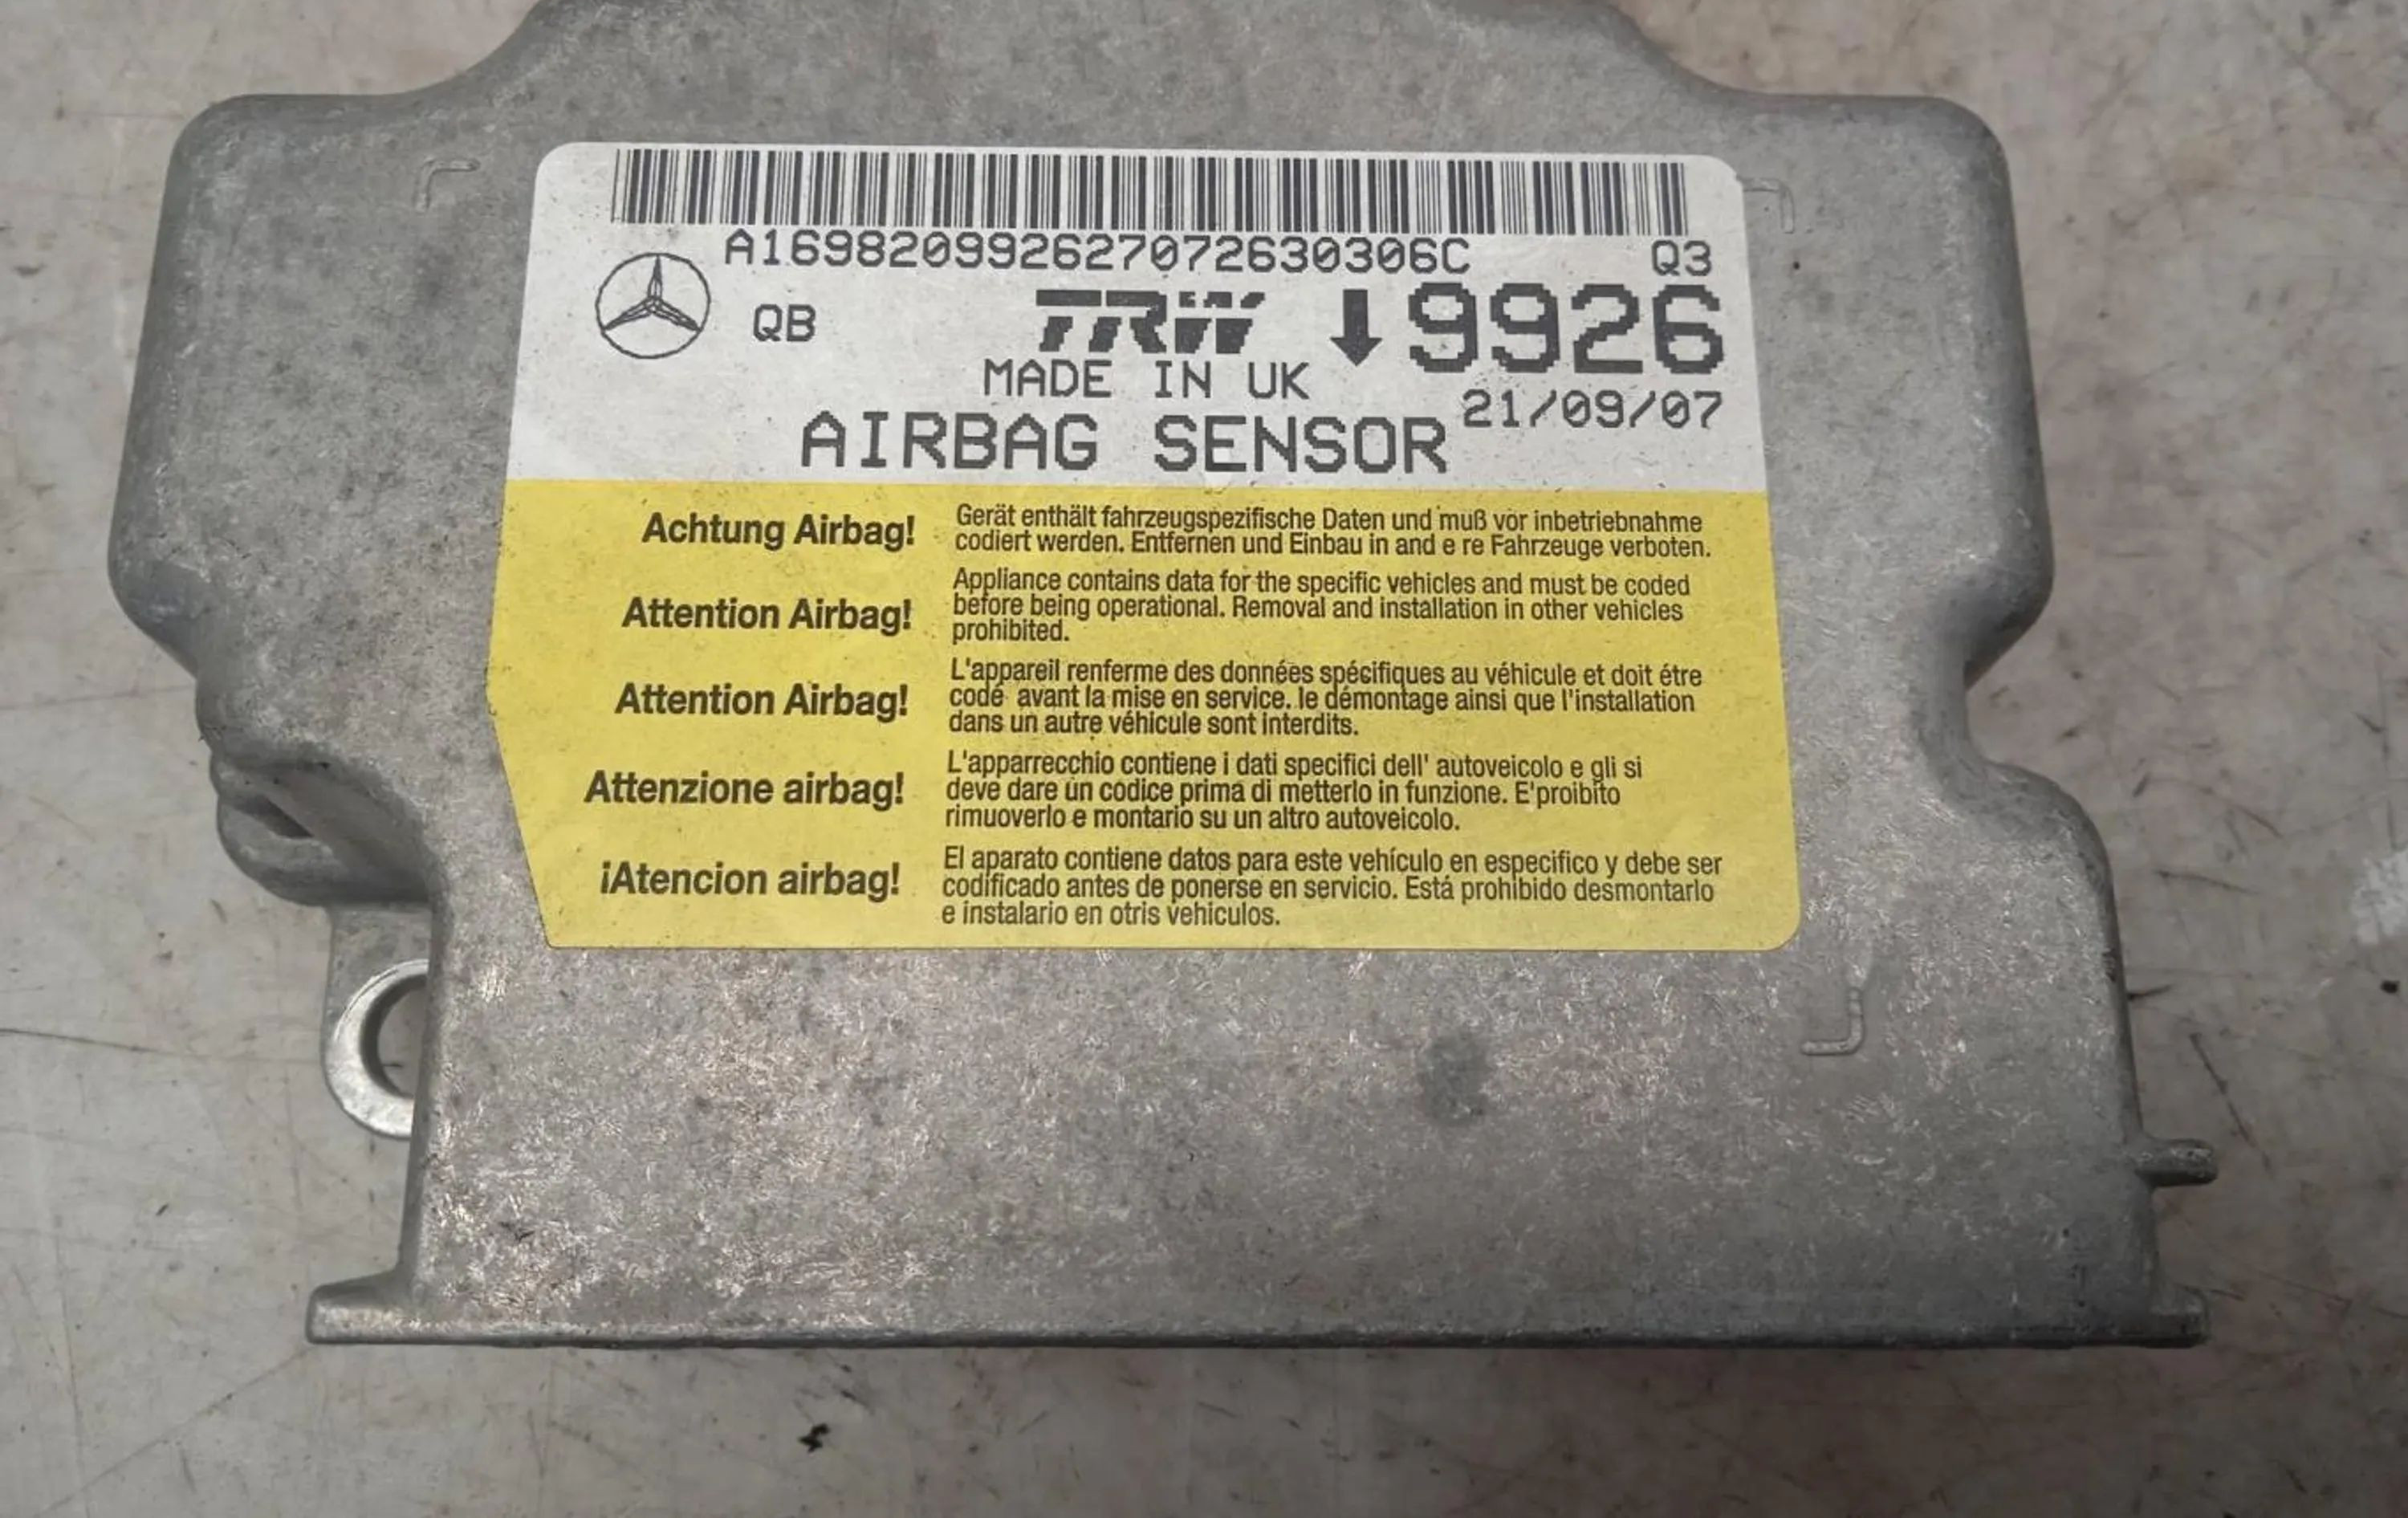 A1698209926270726303​06C Q3
QB TRW 9926
MADE IN UK
21/09/07
AIRBAG SENSOR
Achtung Airbag!
Gerät enthält fahrzeugspezifische Daten und muß vor inbetriebnahme
codiert werden. Entfernen und Einbau in and e re Fahrzeuge verboten.
Attention Airbag!
Appliance contains data for the specific vehicles and must be coded
before being operational. Removal and installation in other vehicles
prohibited.
Attention Airbag!
L'appareil renferme des données spécifiques au véhicule et doit étre
codé avant la mise en service. le démontage ainsi que l'installation
dans un autre véhicule sont interdits.
Attenzione airbag!
L'apparrecchio contiene i dati specifici dell' autoveicolo e gli si
deve dare un codice prima di metterlo in funzione. E'proibito
rimuoverlo e montario su un altro autoveicolo.
¡Atencion airbag!
El aparato contiene datos para este vehículo en especifico y debe ser
codificado antes de ponerse en servicio. Está prohibido desmontarlo
e instalario en otris vehiculos.